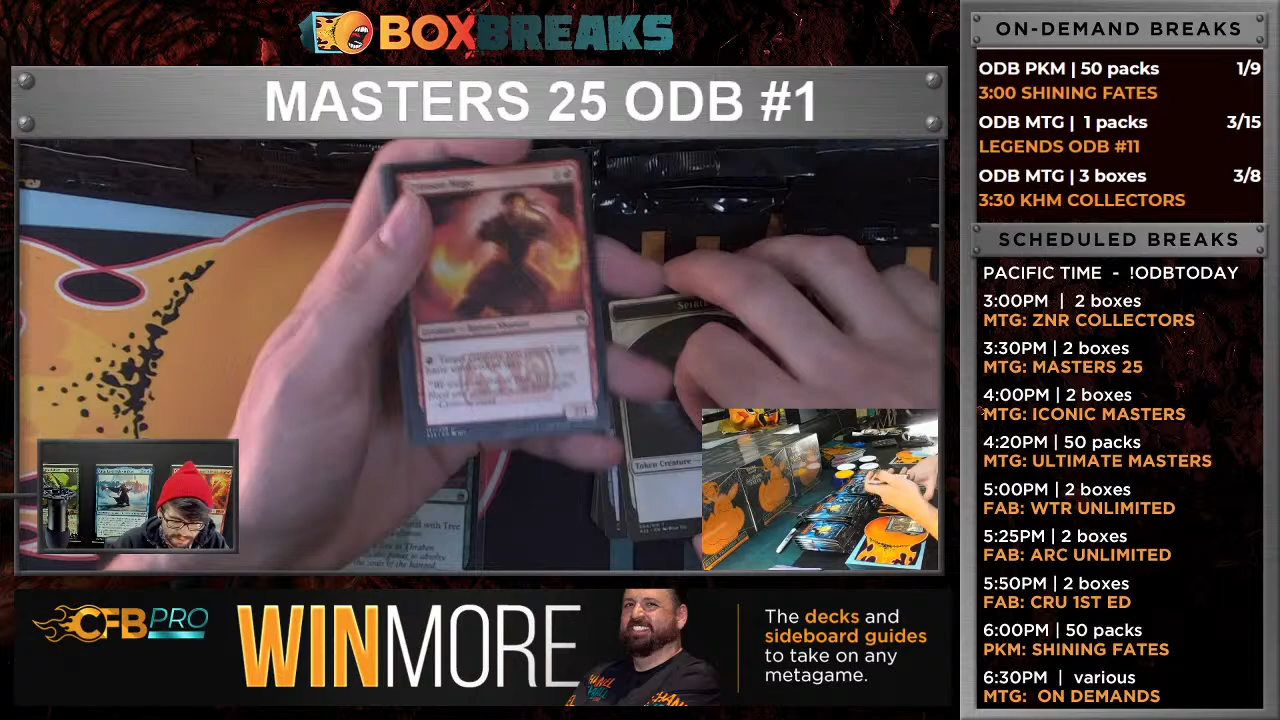 BOXBREAKS
MASTERS 25 ODB #1
SPIRIT
Token Creature
CFBPRO
WINMORE
The decks and
sideboard guides
to take on any
metagame.
ON-DEMAND BREAKS
ODB PKM | 50 packs 1/9
3:00 SHINING FATES
ODB MTG | 1 packs 3/15
LEGENDS ODB #11
ODB MTG | 3 boxes 3/8
3:30 KHM COLLECTORS
SCHEDULED BREAKS
PACIFIC TIME - !ODBTODAY
3:00PM | 2 boxes
MTG: ZNR COLLECTORS
3:30PM | 2 boxes
MTG: MASTERS 25
4:00PM | 2 boxes
MTG: ICONIC MASTERS
4:20PM | 50 packs
MTG: ULTIMATE MASTERS
5:00PM | 2 boxes
FAB: WTR UNLIMITED
5:25PM | 2 boxes
FAB: ARC UNLIMITED
5:50PM | 2 boxes
FAB: CRU 1ST ED
6:00PM | 50 packs
PKM: SHINING FATES
6:30PM | various
MTG: ON DEMANDS